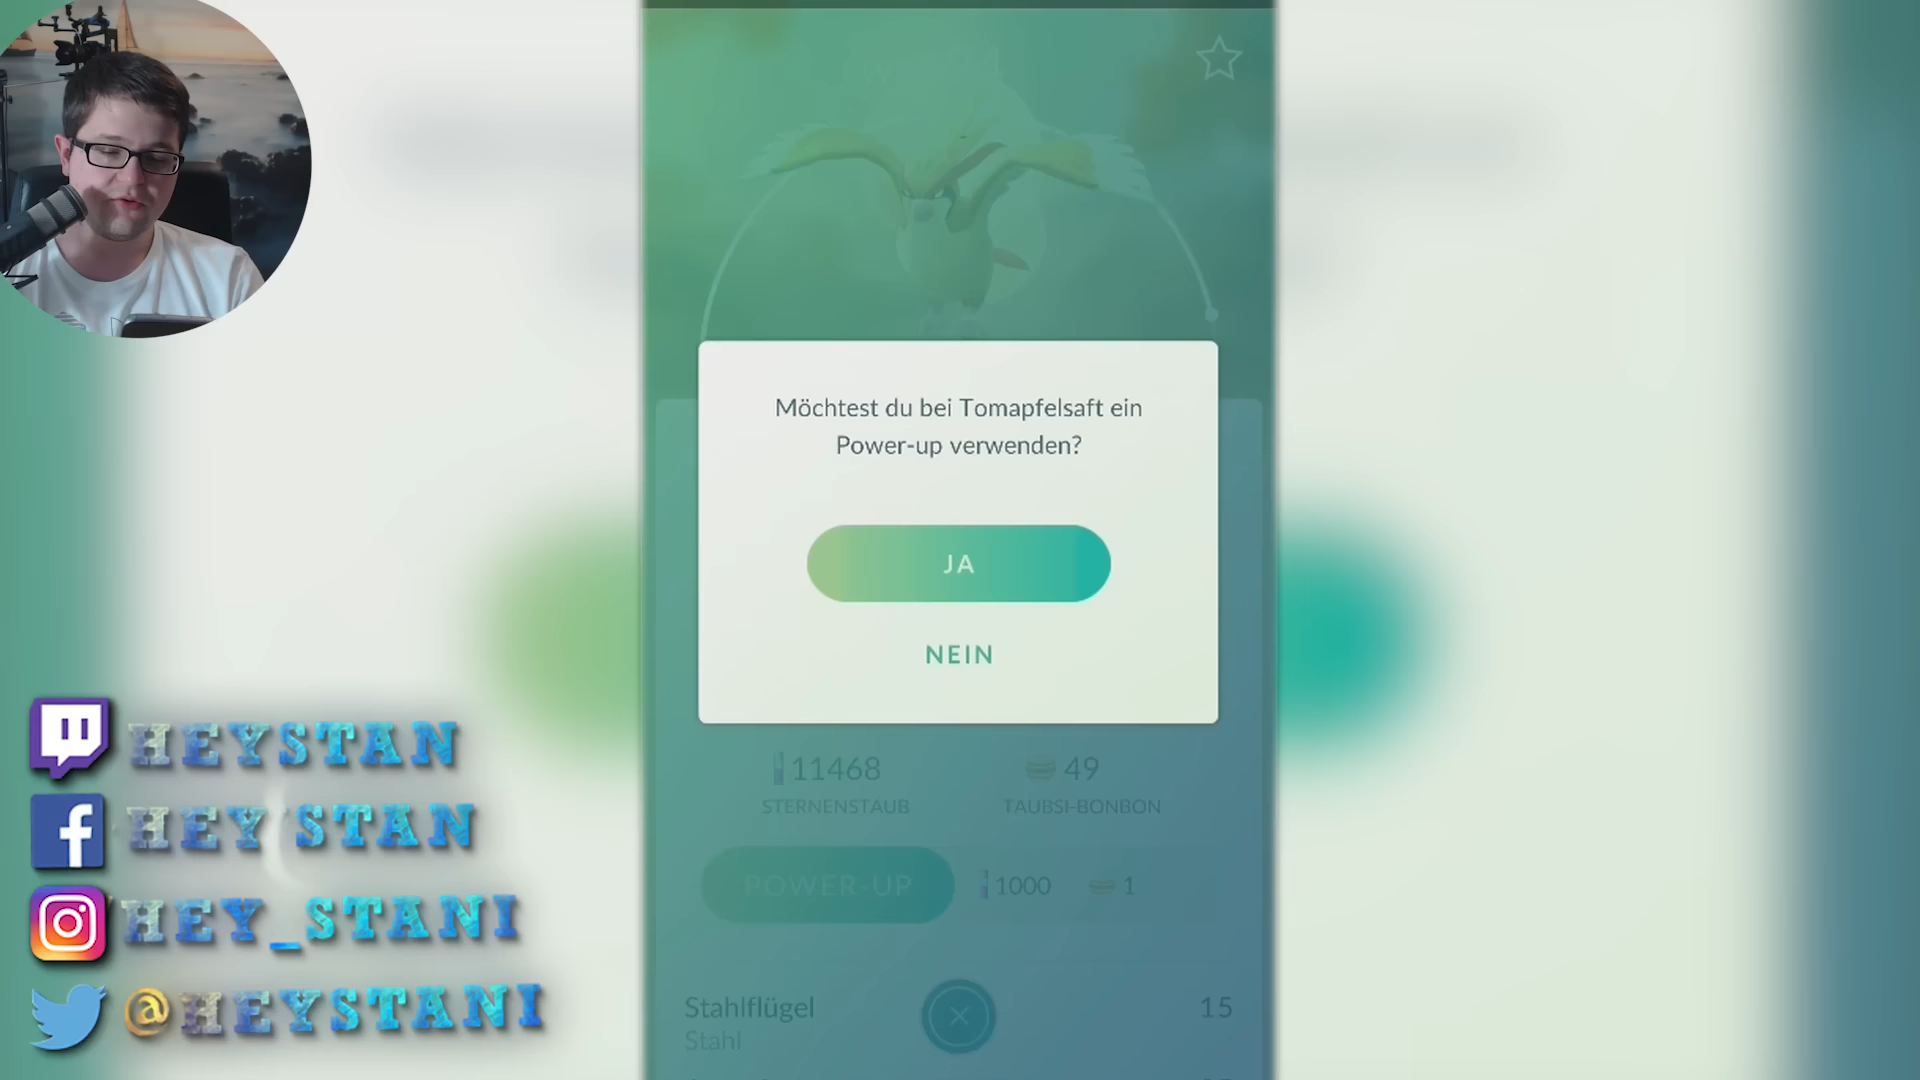 Möchtest du bei Tomapfelsaft ein
Power-up verwenden?
JA
NEIN
11468
49
STERNENSTAUB
TAUBSI-BONBON
POWER-UP
1000
1
Stahlflügel
15
Stahl
HEYSTAN
HEY STAN
HEY_STANI
@HEYSTANI